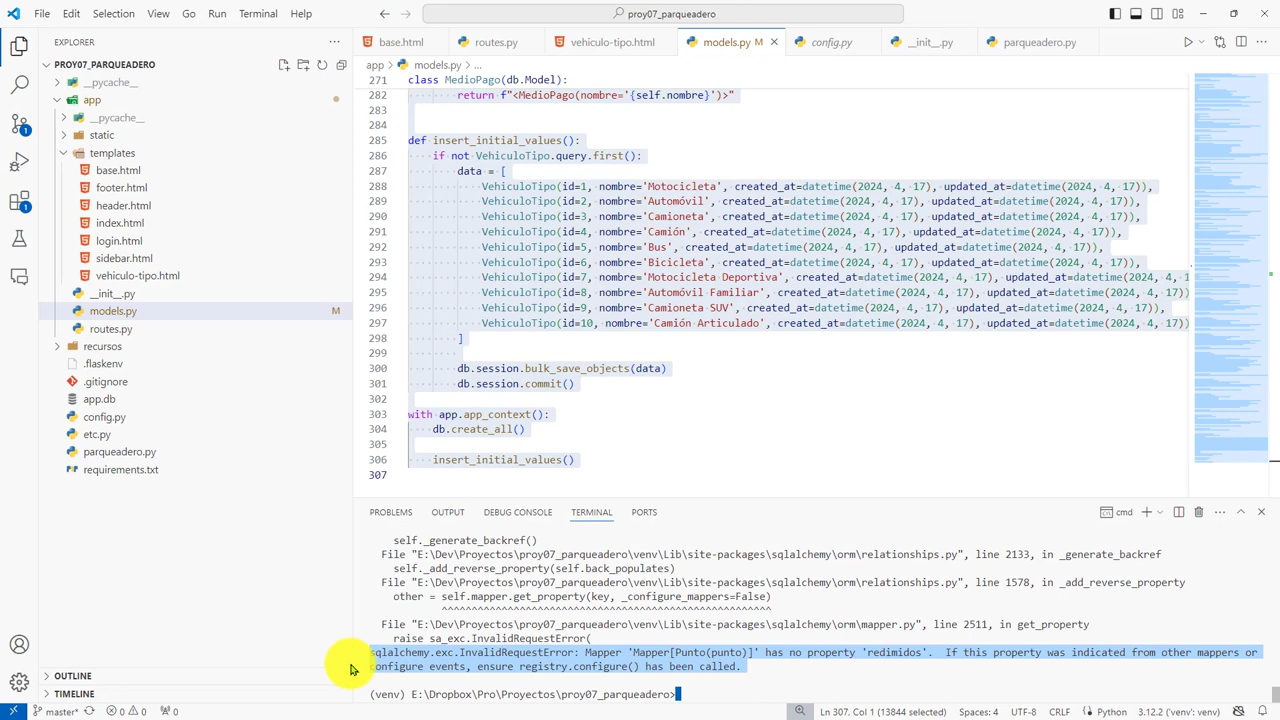 File Edit Selection View Go Run Terminal Help
proy07_parqueadero
EXPLORER
PROY07_PARQUEADERO
__pycache__
app
__pycache__
static
templates
base.html
footer.html
header.html
index.html
login.html
sidebar.html
vehiculo-tipo.html
__init__.py
models.py M
routes.py
recursos
.flaskenv
.gitignore
app.db
config.py
etc.py
parqueadero.py
requirements.txt
OUTLINE
TIMELINE
base.html routes.py vehiculo-tipo.html models.py M config.py __init__.py parqueadero.py
app > models.py > ...
271 class MedioPago(db.Model):
282 return f"<MedioPago(nombre='{self.nombre}')>"
283
284
285 def insert_initial_values():
286 if not VehiculoTipo.query.first():
287 data = [
288 VehiculoTipo(id=1, nombre='Motocicleta', created_at=datetime(2024, 4, 17), updated_at=datetime(2024, 4, 17)),
289 VehiculoTipo(id=2, nombre='Automóvil', created_at=datetime(2024, 4, 17), updated_at=datetime(2024, 4, 17)),
290 VehiculoTipo(id=3, nombre='Camioneta', created_at=datetime(2024, 4, 17), updated_at=datetime(2024, 4, 17)),
291 VehiculoTipo(id=4, nombre='Camión', created_at=datetime(2024, 4, 17), updated_at=datetime(2024, 4, 17)),
292 VehiculoTipo(id=5, nombre='Bus', created_at=datetime(2024, 4, 17), updated_at=datetime(2024, 4, 17)),
293 VehiculoTipo(id=6, nombre='Bicicleta', created_at=datetime(2024, 4, 17), updated_at=datetime(2024, 4, 17)),
294 VehiculoTipo(id=7, nombre='Motocicleta Deportiva', created_at=datetime(2024, 4, 17), updated_at=datetime(2024, 4, 1
295 VehiculoTipo(id=8, nombre='Automóvil Familiar', created_at=datetime(2024, 4, 17), updated_at=datetime(2024, 4, 17))
296 VehiculoTipo(id=9, nombre='Camioneta SUV', created_at=datetime(2024, 4, 17), updated_at=datetime(2024, 4, 17)),
297 VehiculoTipo(id=10, nombre='Camión Articulado', created_at=datetime(2024, 4, 17), updated_at=datetime(2024, 4, 17))
298 ]
299
300 db.session.bulk_save_objects(data)
301 db.session.commit()
302
303 with app.app_context():
304 db.create_all()
305
306 insert_initial_values()
307
PROBLEMS OUTPUT DEBUG CONSOLE TERMINAL PORTS
cmd
self._generate_backref()
File "E:\Dev\Proyectos\proy07_parqueadero\venv\Lib\site-packages\sqlalchemy\orm\relationships.py", line 2133, in _generate_backref
self._add_reverse_property(self.back_populates)
File "E:\Dev\Proyectos\proy07_parqueadero\venv\Lib\site-packages\sqlalchemy\orm\relationships.py", line 1578, in _add_reverse_property
other = self.mapper.get_property(key, _configure_mappers=False)
^^^^^^^^^^^^^^^^^^^^^^^^^^^^^^^^^^^^^^^^^^^^^^^^^^^^^^^
File "E:\Dev\Proyectos\proy07_parqueadero\venv\Lib\site-packages\sqlalchemy\orm\mapper.py", line 2511, in get_property
raise sa_exc.InvalidRequestError(
sqlalchemy.exc.InvalidRequestError: Mapper 'Mapper[Punto(punto)]' has no property 'redimidos'. If this property was indicated from other mappers or
configure events, ensure registry.configure() has been called.
(venv) E:\Dropbox\Pro\Proyectos\proy07_parqueadero>
master* 0 0 0 Ln 307, Col 1 (13844 selected) Spaces: 4 UTF-8 CRLF Python 3.12.2 ('venv': venv)